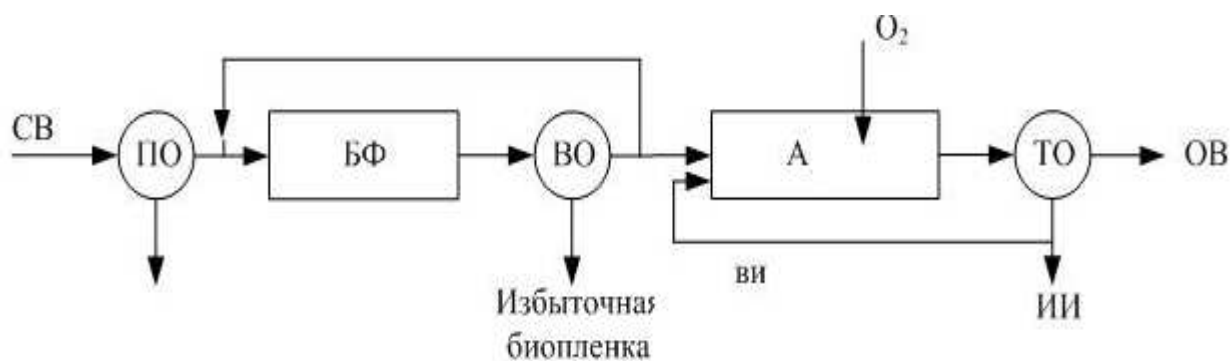 O₂
СВ
ПО
БФ
ВО
А
ТО
ОВ
ви
ИИ
Избыточная
биопленка